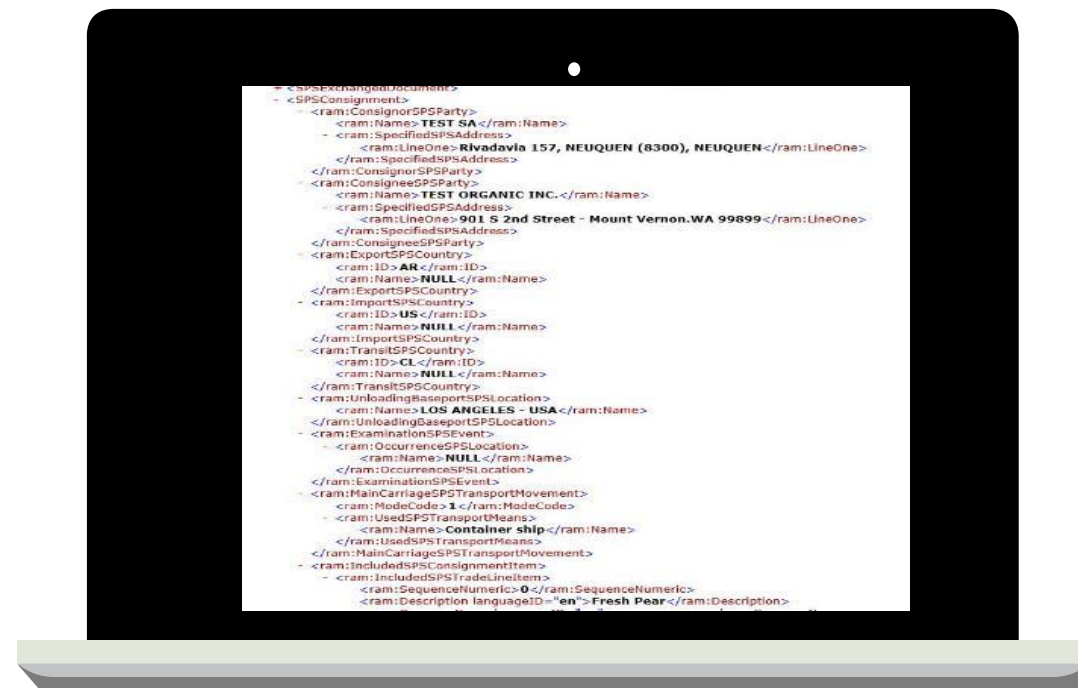 + <SPSExchangedDocument>
- <SPSConsignment>
- <ram:ConsignorSPSParty>
<ram:Name>TEST SA</ram:Name>
- <ram:SpecifiedSPSAddress>
<ram:LineOne>Rivadavia 157, NEUQUEN (8300), NEUQUEN</ram:LineOne>
</ram:SpecifiedSPSAddress>
</ram:ConsignorSPSParty>
- <ram:ConsigneeSPSParty>
<ram:Name>TEST ORGANIC INC.</ram:Name>
- <ram:SpecifiedSPSAddress>
<ram:LineOne>901 S 2nd Street - Mount Vernon.WA 99899</ram:LineOne>
</ram:SpecifiedSPSAddress>
</ram:ConsigneeSPSParty>
- <ram:ExportSPSCountry>
<ram:ID>AR</ram:ID>
<ram:Name>NULL</ram:Name>
</ram:ExportSPSCountry>
- <ram:ImportSPSCountry>
<ram:ID>US</ram:ID>
<ram:Name>NULL</ram:Name>
</ram:ImportSPSCountry>
- <ram:TransitSPSCountry>
<ram:ID>CL</ram:ID>
<ram:Name>NULL</ram:Name>
</ram:TransitSPSCountry>
- <ram:UnloadingBaseportSPSLocation>
<ram:Name>LOS ANGELES - USA</ram:Name>
</ram:UnloadingBaseportSPSLocation>
- <ram:ExaminationSPSEvent>
- <ram:OccurrenceSPSLocation>
<ram:Name>NULL</ram:Name>
</ram:OccurrenceSPSLocation>
</ram:ExaminationSPSEvent>
- <ram:MainCarriageSPSTransportMovement>
<ram:ModeCode>1</ram:ModeCode>
- <ram:UsedSPSTransportMeans>
<ram:Name>Container ship</ram:Name>
</ram:UsedSPSTransportMeans>
</ram:MainCarriageSPSTransportMovement>
- <ram:IncludedSPSConsignmentItem>
- <ram:IncludedSPSTradeLineItem>
<ram:SequenceNumeric>0</ram:SequenceNumeric>
<ram:Description languageID="en">Fresh Pear</ram:Description>